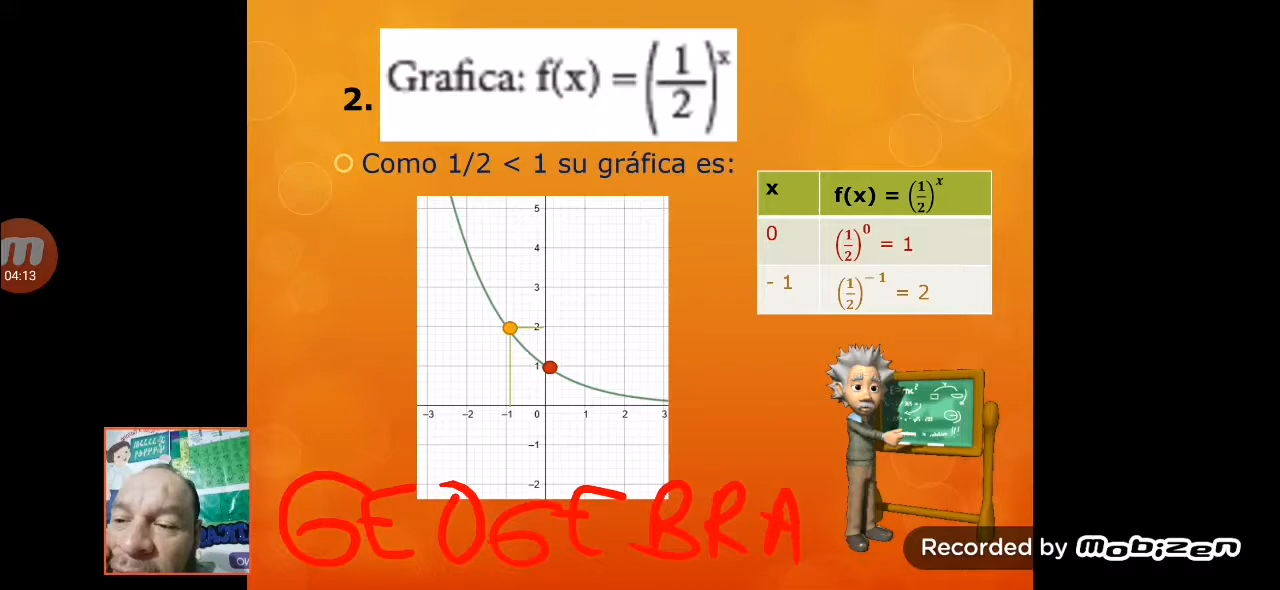 2. Grafica: f(x) = (1/2)^x
Como 1/2 < 1 su gráfica es:
x f(x) = (1/2)^x
0 (1/2)^0 = 1
- 1 (1/2)^-1 = 2
5
4
3
2
1
-3 -2 -1 0 1 2 3
-1
-2
04:13
GEOGEBRA
Recorded by mobizen